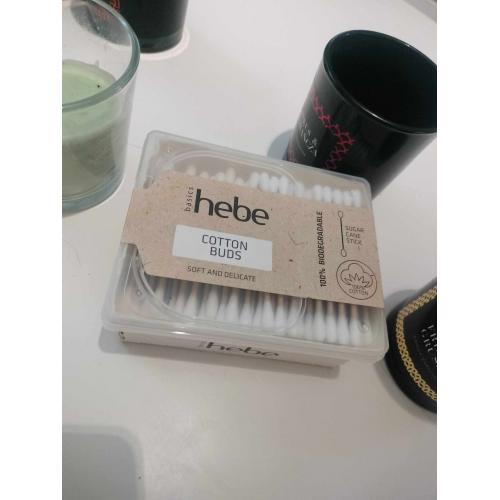 basics
hebe
COTTON
BUDS
SOFT AND DELICATE
100% BIODEGRADABLE
SUGAR
CANE
STICK
100%
COTTON
hebe